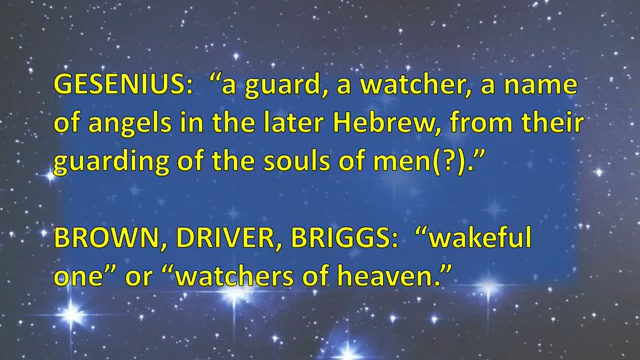 GESENIUS:  “a guard, a watcher, a name
of angels in the later Hebrew, from their
guarding of the souls of men(?).”
BROWN, DRIVER, BRIGGS:  “wakeful
one” or “watchers of heaven.”